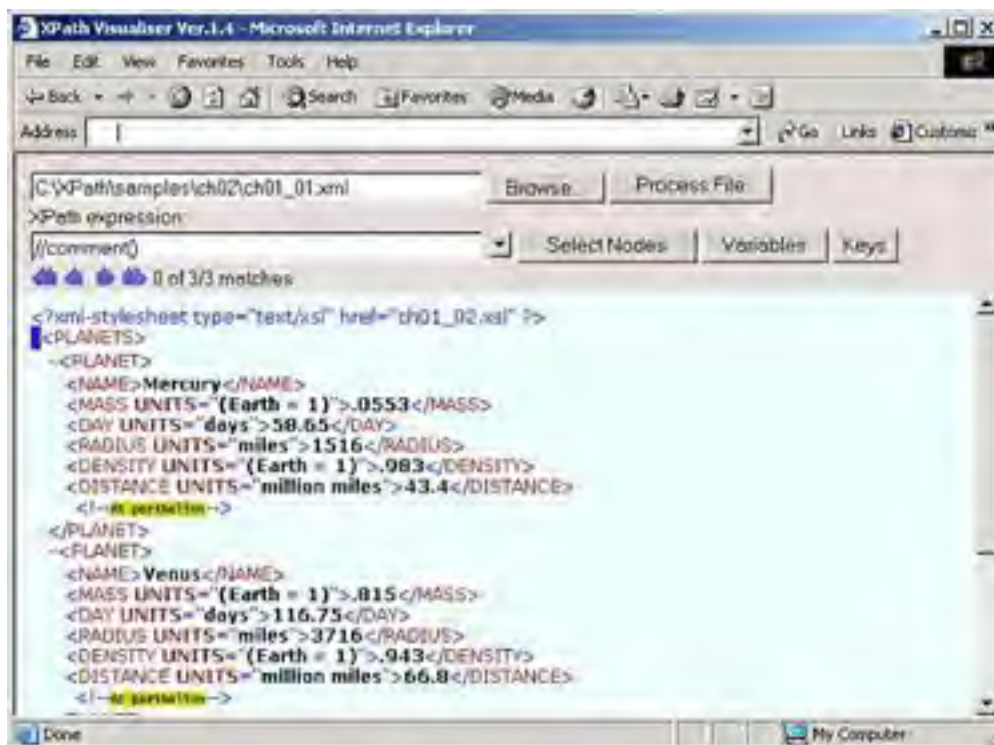 XPath Visualiser Ver.1.4 - Microsoft Internet Explorer
File Edit View Favorites Tools Help
Back Search Favorites Media
Address Go Links Customi »
C:\XPath\samples\ch02\ch01_01.xml Browse... Process File
XPath expression:
//comment() Select Nodes Variables Keys
0 of 3/3 matches
<?xml-stylesheet type="text/xsl" href="ch01_02.xsl" ?>
<PLANETS>
-<PLANET>
<NAME>Mercury</NAME>
<MASS UNITS="(Earth = 1)">.0553</MASS>
<DAY UNITS="days">58.65</DAY>
<RADIUS UNITS="miles">1516</RADIUS>
<DENSITY UNITS="(Earth = 1)">.983</DENSITY>
<DISTANCE UNITS="million miles">43.4</DISTANCE>
<!--At perihelion-->
</PLANET>
-<PLANET>
<NAME>Venus</NAME>
<MASS UNITS="(Earth = 1)">.815</MASS>
<DAY UNITS="days">116.75</DAY>
<RADIUS UNITS="miles">3716</RADIUS>
<DENSITY UNITS="(Earth = 1)">.943</DENSITY>
<DISTANCE UNITS="million miles">66.8</DISTANCE>
<!--At perihelion-->
Done My Computer